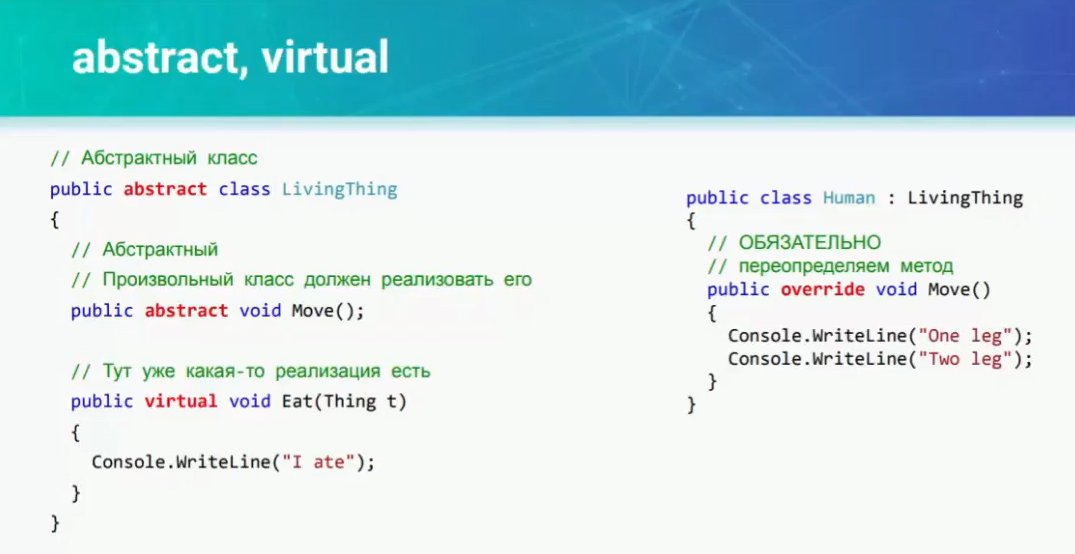 abstract, virtual
// Абстрактный класс
public abstract class LivingThing
{
// Абстрактный
// Произвольный класс должен реализовать его
public abstract void Move();
// Тут уже какая-то реализация есть
public virtual void Eat(Thing t)
{
Console.WriteLine("I ate");
}
}
public class Human : LivingThing
{
// ОБЯЗАТЕЛЬНО
// переопределяем метод
public override void Move()
{
Console.WriteLine("One leg");
Console.WriteLine("Two leg");
}
}